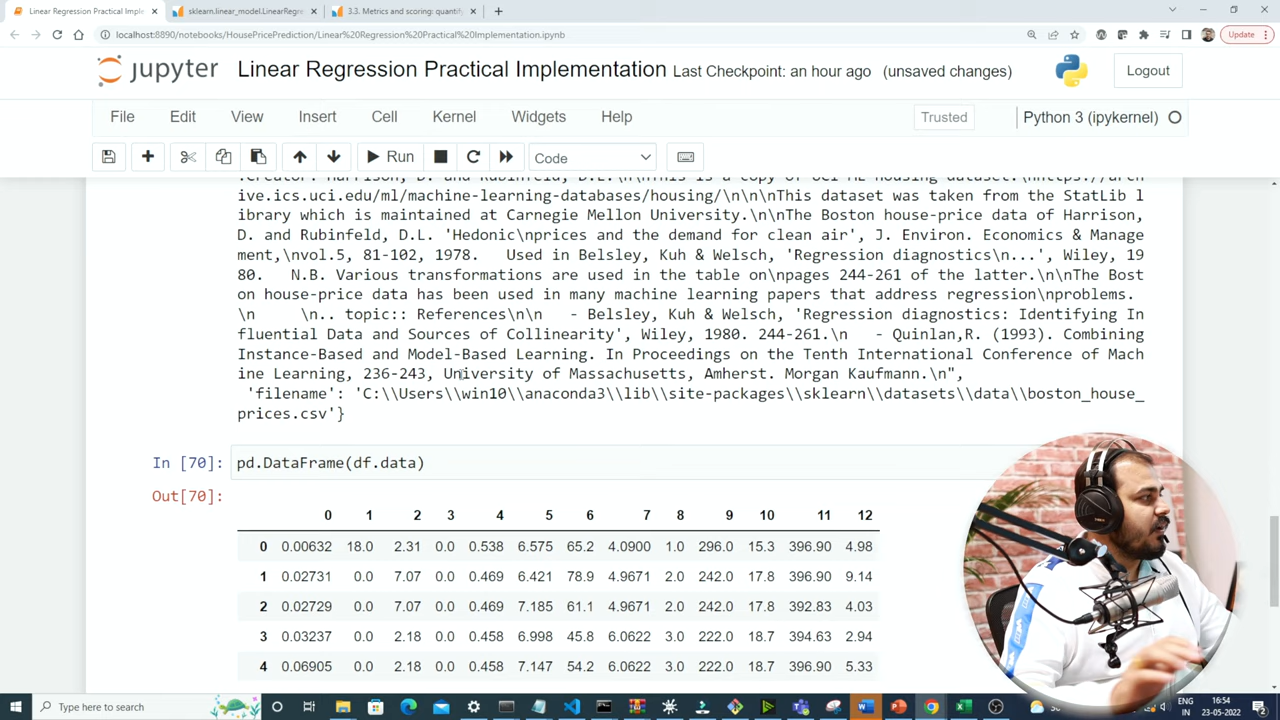 Linear Regression Practical Imple
sklearn.linear_model.LinearRegre
3.3. Metrics and scoring: quantif
localhost:8890/notebooks/HousePricePrediction/Linear%20Regression%20Practical%20Implementation.ipynb
Update
jupyter
Linear Regression Practical Implementation Last Checkpoint: an hour ago (unsaved changes)
Logout
File Edit View Insert Cell Kernel Widgets Help
Trusted
Python 3 (ipykernel)
Run
Code
ive.ics.uci.edu/ml/machine-learning-databases/housing/\n\n\nThis dataset was taken from the StatLib l
ibrary which is maintained at Carnegie Mellon University.\n\nThe Boston house-price data of Harrison,
D. and Rubinfeld, D.L. 'Hedonic\nprices and the demand for clean air', J. Environ. Economics & Manage
ment,\nvol.5, 81-102, 1978.   Used in Belsley, Kuh & Welsch, 'Regression diagnostics\n...', Wiley, 19
80.   N.B. Various transformations are used in the table on\npages 244-261 of the latter.\n\nThe Bost
on house-price data has been used in many machine learning papers that address regression\nproblems.
\n     \n.. topic:: References\n\n   - Belsley, Kuh & Welsch, 'Regression diagnostics: Identifying In
fluential Data and Sources of Collinearity', Wiley, 1980. 244-261.\n   - Quinlan,R. (1993). Combining
Instance-Based and Model-Based Learning. In Proceedings on the Tenth International Conference of Mach
ine Learning, 236-243, University of Massachusetts, Amherst. Morgan Kaufmann.\n",
'filename': 'C:\\Users\\win10\\anaconda3\\lib\\site-packages\\sklearn\\datasets\\data\\boston_house_
prices.csv'}
In [70]: pd.DataFrame(df.data)
Out[70]:
0 1 2 3 4 5 6 7 8 9 10 11 12
0 0.00632 18.0 2.31 0.0 0.538 6.575 65.2 4.0900 1.0 296.0 15.3 396.90 4.98
1 0.02731 0.0 7.07 0.0 0.469 6.421 78.9 4.9671 2.0 242.0 17.8 396.90 9.14
2 0.02729 0.0 7.07 0.0 0.469 7.185 61.1 4.9671 2.0 242.0 17.8 392.83 4.03
3 0.03237 0.0 2.18 0.0 0.458 6.998 45.8 6.0622 3.0 222.0 18.7 394.63 2.94
4 0.06905 0.0 2.18 0.0 0.458 7.147 54.2 6.0622 3.0 222.0 18.7 396.90 5.33
Type here to search
ENG
IN
16:54
23-05-2022